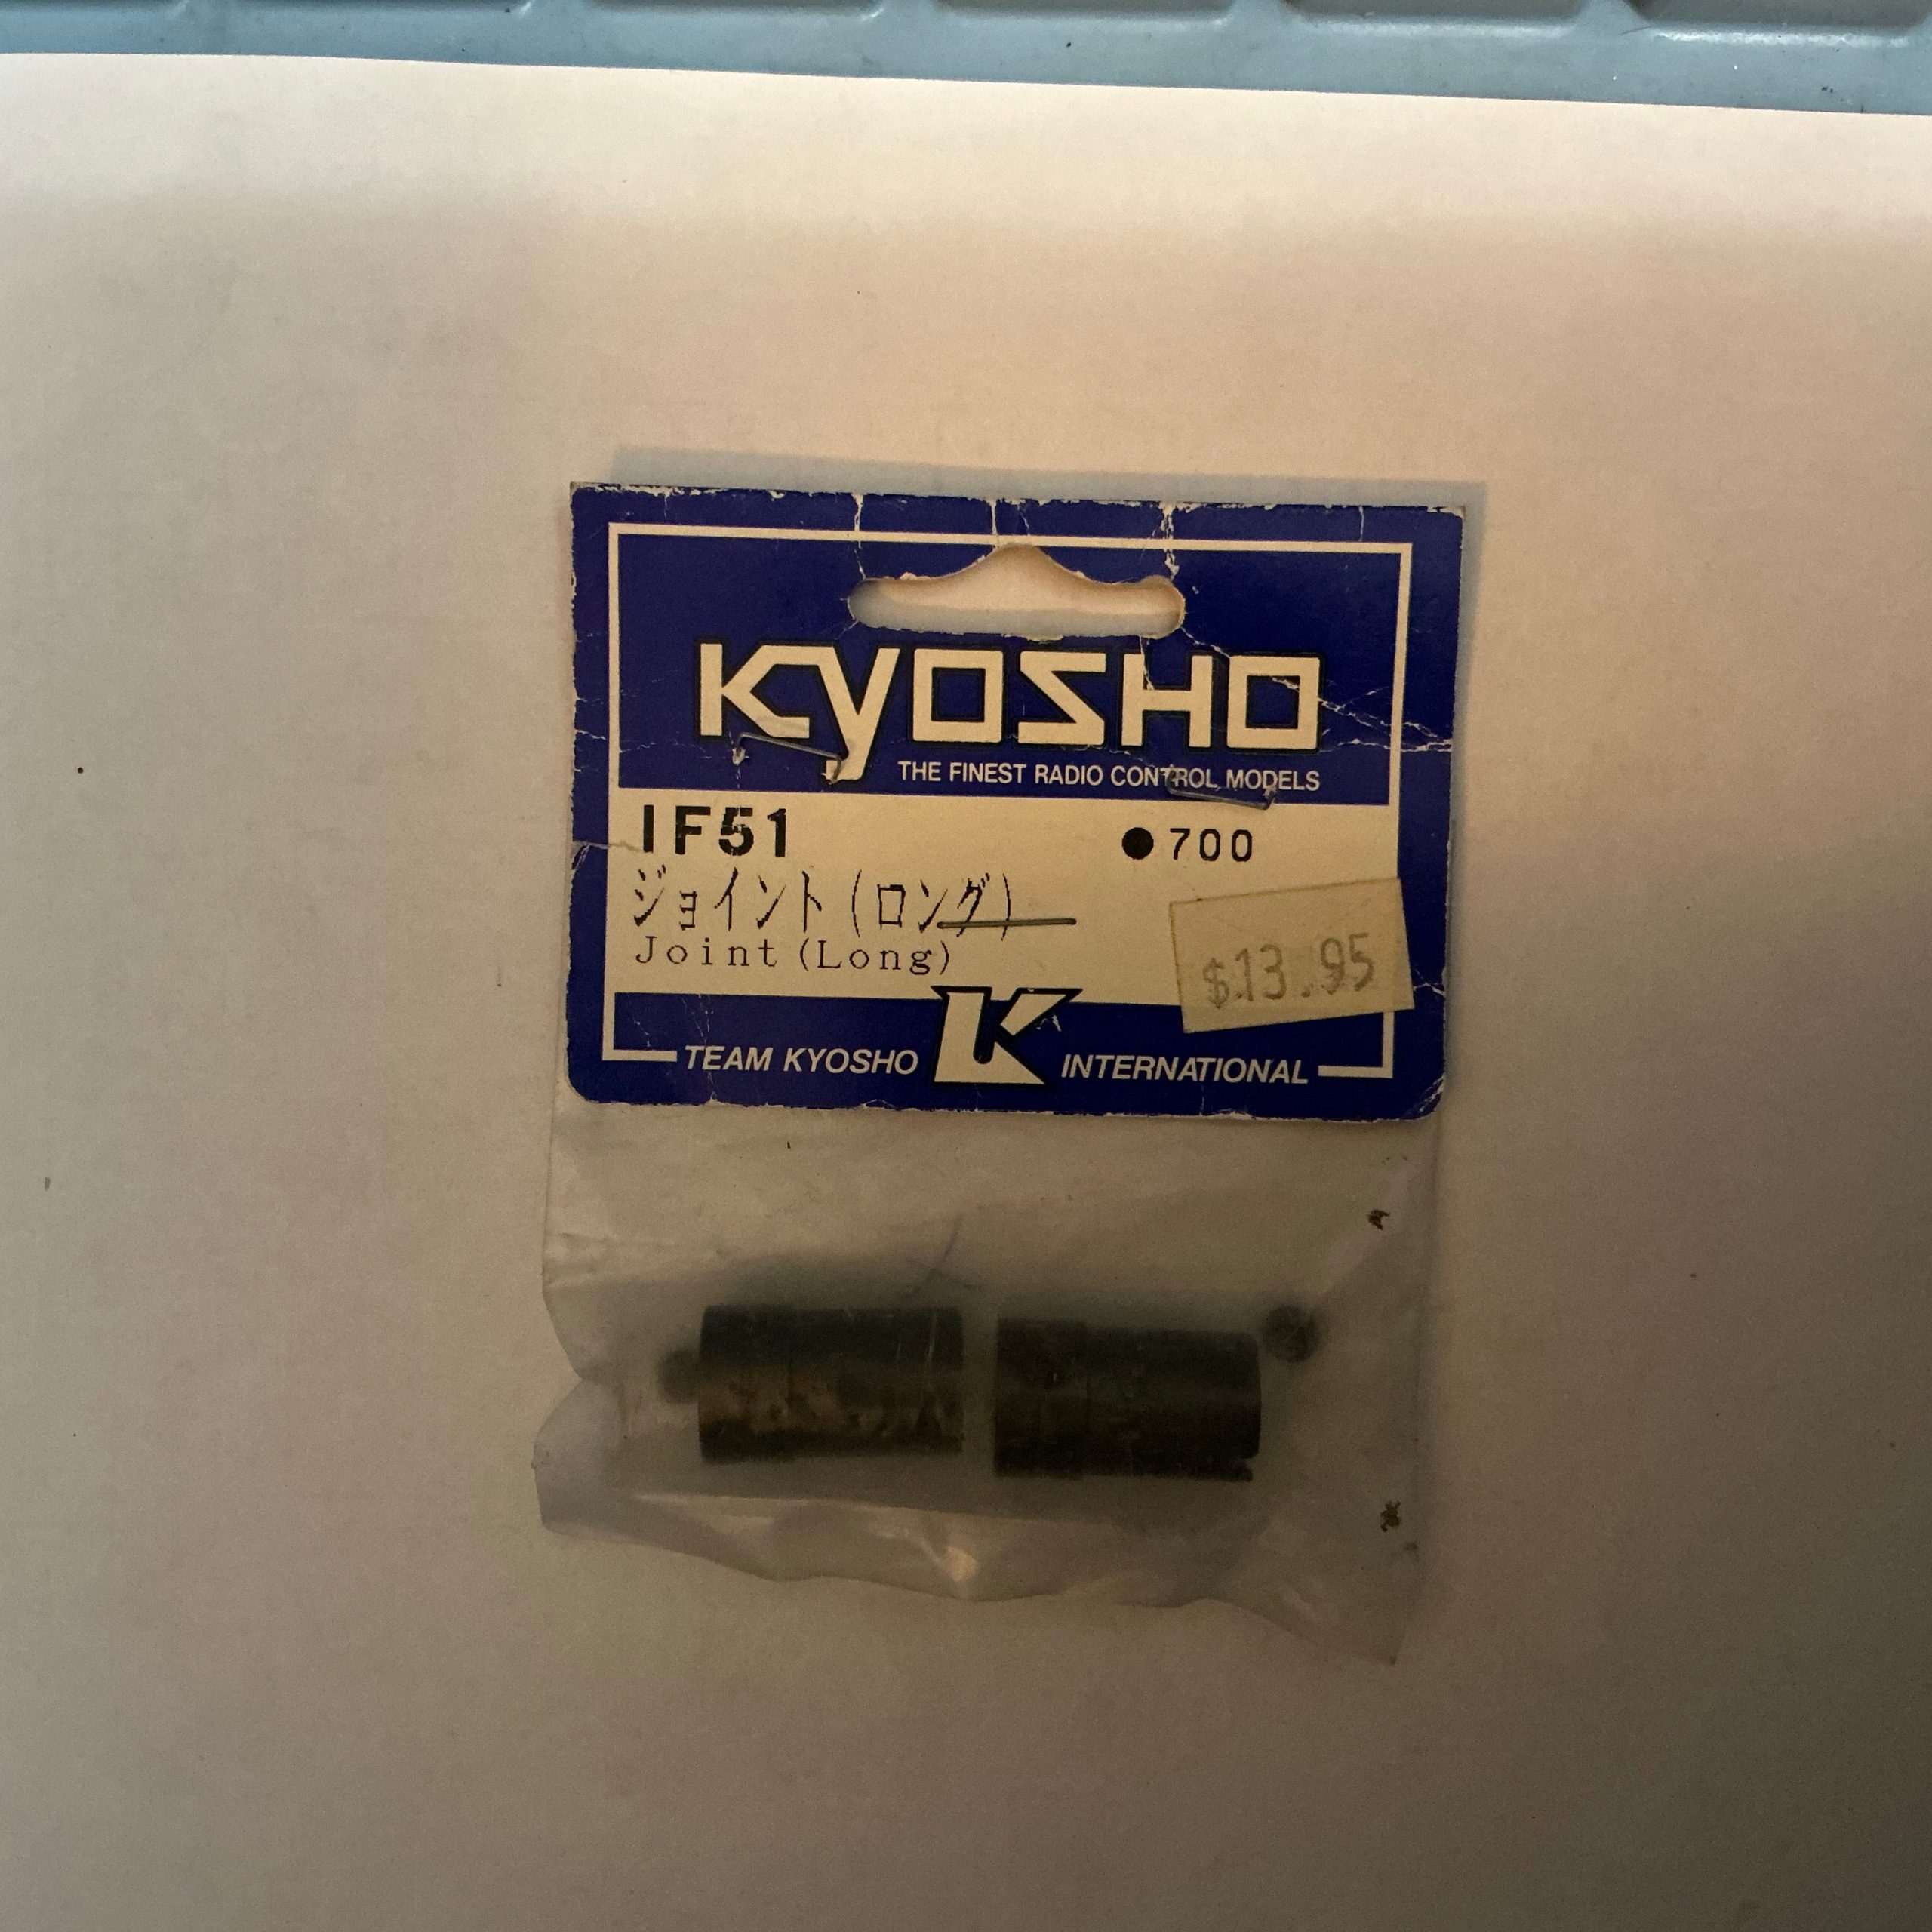 KYOSHO
THE FINEST RADIO CONTROL MODELS
IF51 ●700
ジョイント(ロング)
Joint(Long)
$13.95
TEAM KYOSHO K INTERNATIONAL